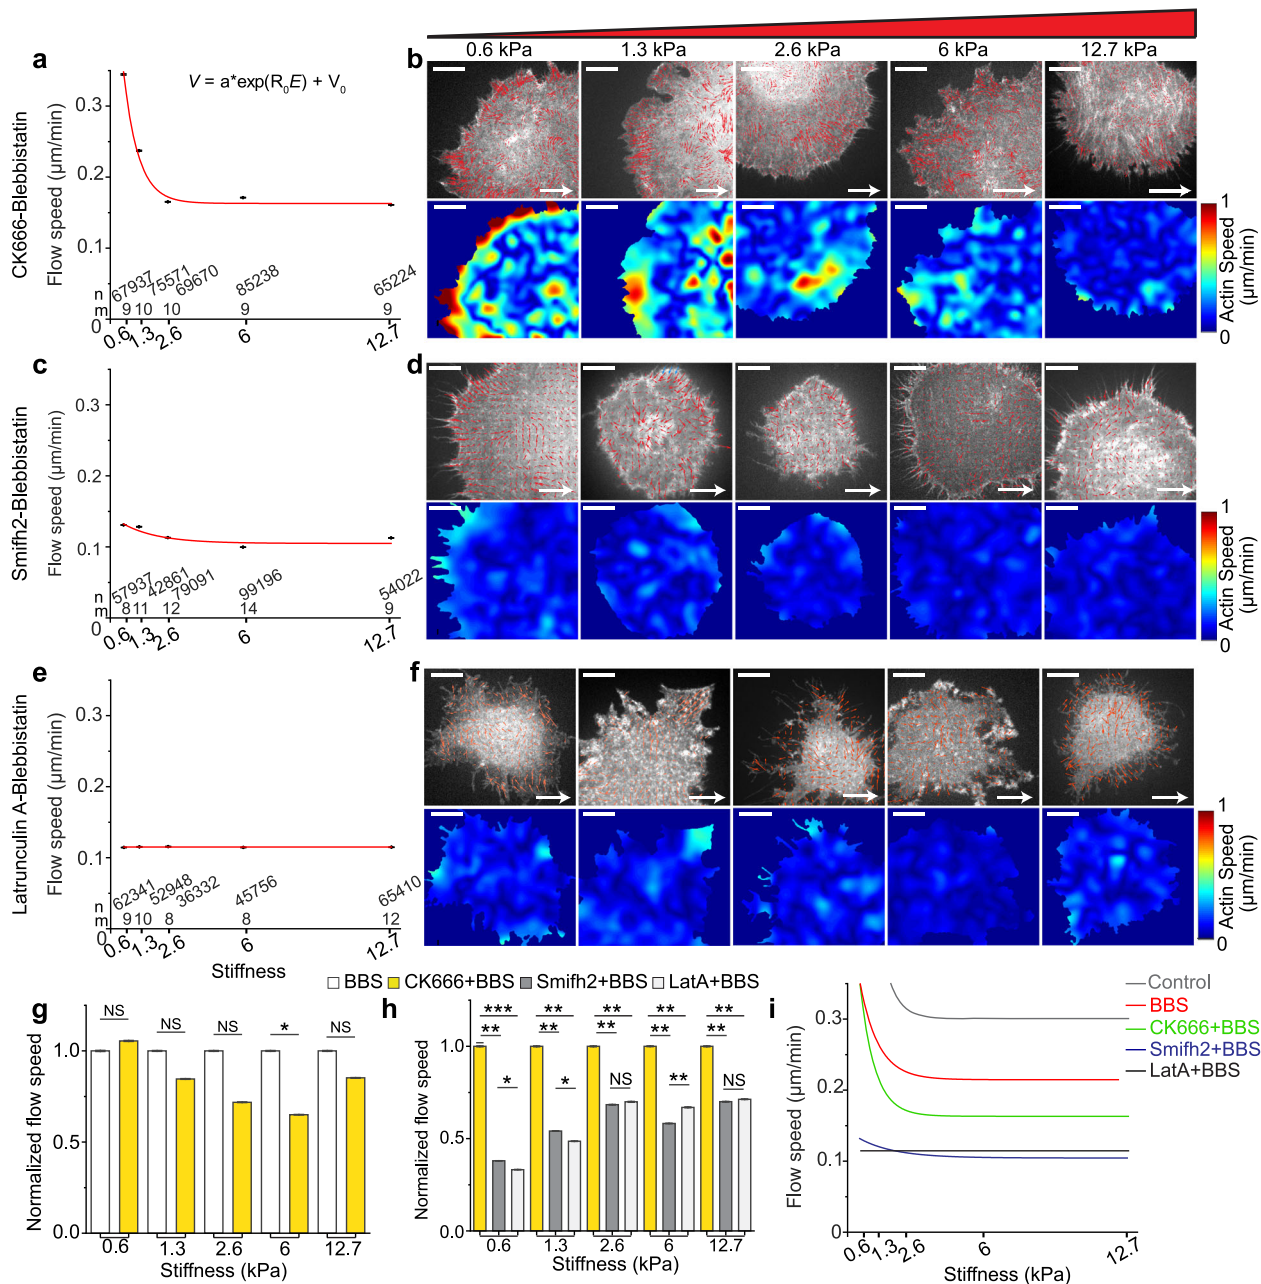 0.6 kPa 1.3 kPa 2.6 kPa 6 kPa 12.7 kPa
a
CK666-Blebbistatin
Flow speed (µm/min)
V = a*exp(R₀E) + V₀
0.3
0.2
0.1
0
n 67937 75571 69670 85238 65224
m 9 10 10 9 9
0.6 1.3 2.6 6 12.7
b
1
Actin Speed (µm/min)
0
c
Smifh2-Blebbistatin
Flow speed (µm/min)
0.3
0.2
0.1
0
n 57937 42861 79091 99196 54022
m 8 11 12 14 9
0.6 1.3 2.6 6 12.7
d
1
Actin Speed (µm/min)
0
e
Latrunculin A-Blebbistatin
Flow speed (µm/min)
0.3
0.2
0.1
0
n 62341 52948 36332 45756 65410
m 9 10 8 8 12
0.6 1.3 2.6 6 12.7
Stiffness
f
1
Actin Speed (µm/min)
0
BBS CK666+BBS Smifh2+BBS LatA+BBS
g
Normalized flow speed
1.0
0.5
0.0
NS NS NS * NS
0.6 1.3 2.6 6 12.7
Stiffness (kPa)
h
Normalized flow speed
1.0
0.5
0.0
*** ** ** ** **
** ** ** ** **
* * NS ** NS
0.6 1.3 2.6 6 12.7
Stiffness (kPa)
i
Flow speed (µm/min)
0.3
0.2
0.1
0
Control
BBS
CK666+BBS
Smifh2+BBS
LatA+BBS
0.6 1.3 2.6 6 12.7
Stiffness (kPa)